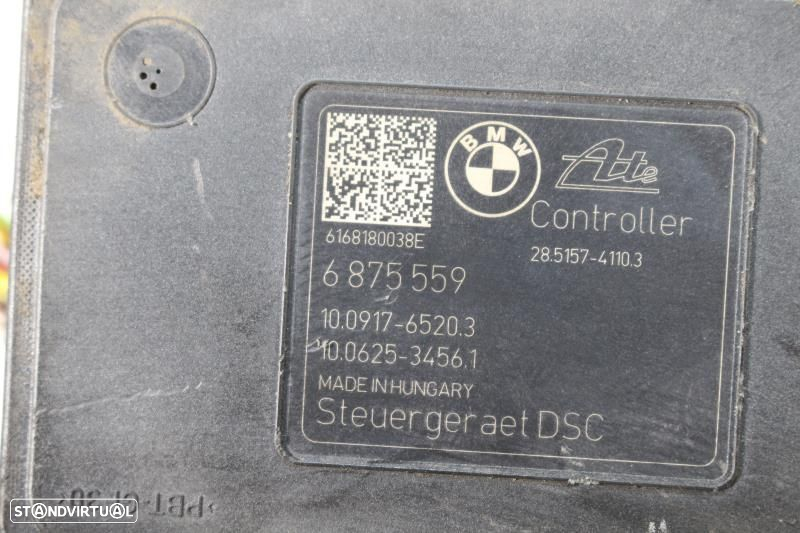 BMW
Ate
Controller
6168180038E
28.5157-4110.3
6 875 559
10.0917-6520.3
10.0625-3456.1
MADE IN HUNGARY
Steuergeraet DSC
STANDVIRTUAL